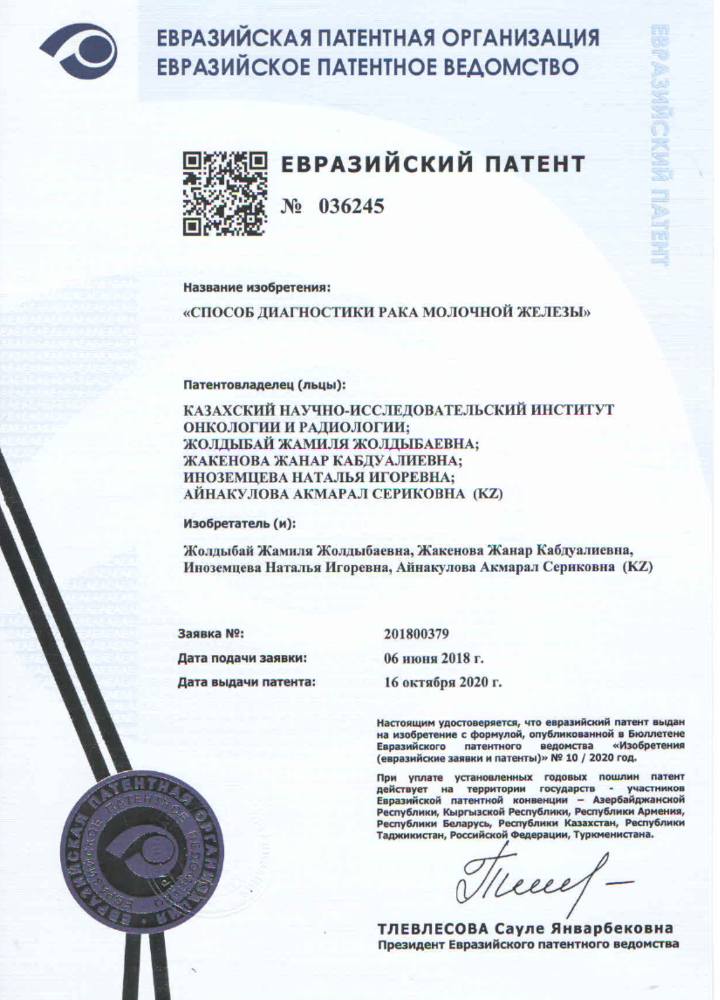 ЕВРАЗИЙСКАЯ ПАТЕНТНАЯ ОРГАНИЗАЦИЯ
ЕВРАЗИЙСКОЕ ПАТЕНТНОЕ ВЕДОМСТВО
ЕВРАЗИЙСКИЙ ПАТЕНТ
ЕВРАЗИЙСКИЙ ПАТЕНТ
№ 036245
Название изобретения:
«СПОСОБ ДИАГНОСТИКИ РАКА МОЛОЧНОЙ ЖЕЛЕЗЫ»
Патентовладелец (льцы):
КАЗАХСКИЙ НАУЧНО-ИССЛЕДОВАТЕЛЬСКИЙ ИНСТИТУТ
ОНКОЛОГИИ И РАДИОЛОГИИ;
ЖОЛДЫБАЙ ЖАМИЛЯ ЖОЛДЫБАЕВНА;
ЖАКЕНОВА ЖАНАР КАБДУАЛИЕВНА;
ИНОЗЕМЦЕВА НАТАЛЬЯ ИГОРЕВНА;
АЙНАКУЛОВА АКМАРАЛ СЕРИКОВНА (KZ)
Изобретатель (и):
Жолдыбай Жамиля Жолдыбаевна, Жакенова Жанар Кабдуалиевна,
Иноземцева Наталья Игоревна, Айнакулова Акмарал Сериковна (KZ)
Заявка №: 201800379
Дата подачи заявки: 06 июня 2018 г.
Дата выдачи патента: 16 октября 2020 г.
Настоящим удостоверяется, что евразийский патент выдан
на изобретение с формулой, опубликованной в Бюллетене
Евразийского патентного ведомства «Изобретения
(евразийские заявки и патенты)» № 10 / 2020 год.
При уплате установленных годовых пошлин патент
действует на территории государств - участников
Евразийской патентной конвенции – Азербайджанской
Республики, Кыргызской Республики, Республики Армения,
Республики Беларусь, Республики Казахстан, Республики
Таджикистан, Российской Федерации, Туркменистана.
ЕВРАЗИЙСКАЯ ПАТЕНТНАЯ ОРГАНИЗАЦИЯ
ЕВРАЗИЙСКОЕ ПАТЕНТНОЕ ВЕДОМСТВО
ТЛЕВЛЕСОВА Сауле Январбековна
Президент Евразийского патентного ведомства